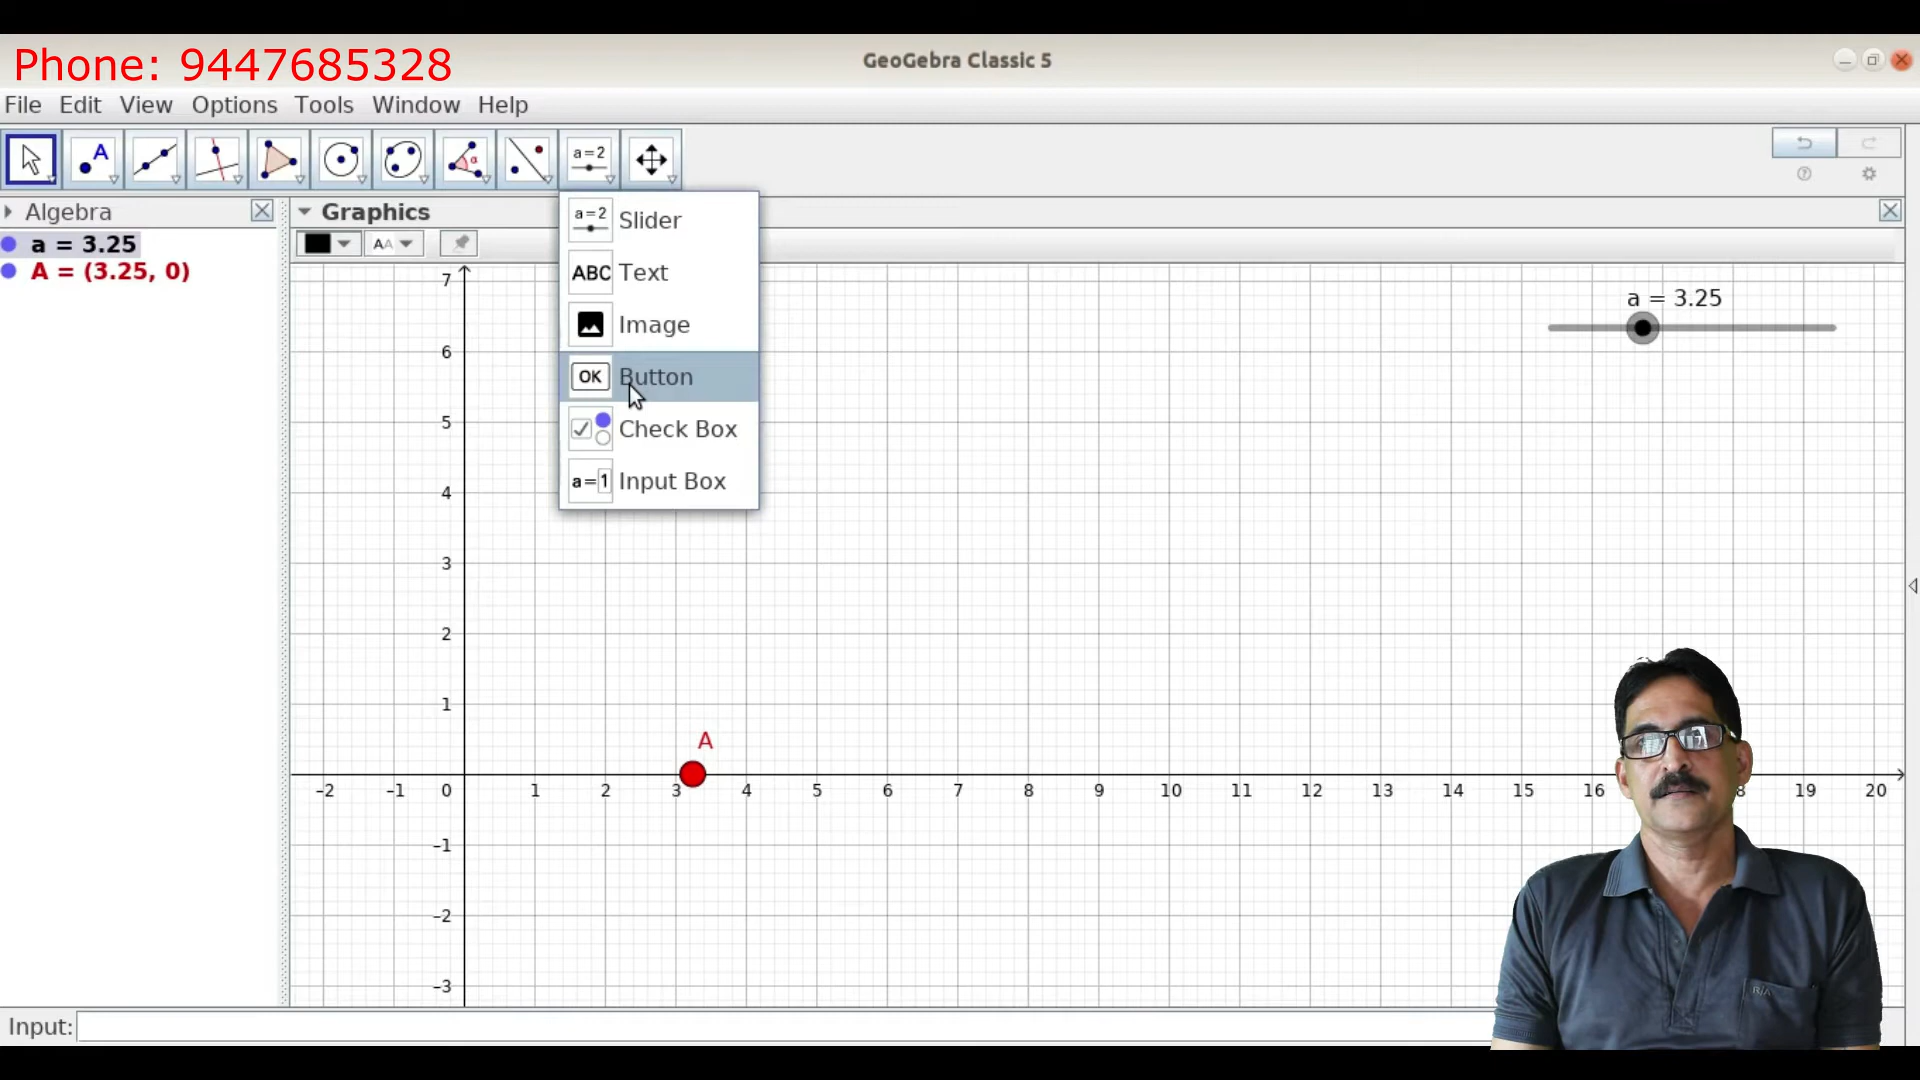 Phone: 9447685328
GeoGebra Classic 5
File Edit View Options Tools Window Help
A
α
a=2
Algebra
Graphics
a=2 Slider
AA
a = 3.25
A = (3.25, 0)
ABC Text
Image
OK Button
Check Box
a=1 Input Box
a = 3.25
7
6
5
4
3
2
1
A
–2 –1 0 1 2 3 4 5 6 7 8 9 10 11 12 13 14 15 16 8 19 20
–1
–2
–3
R/A
Input: